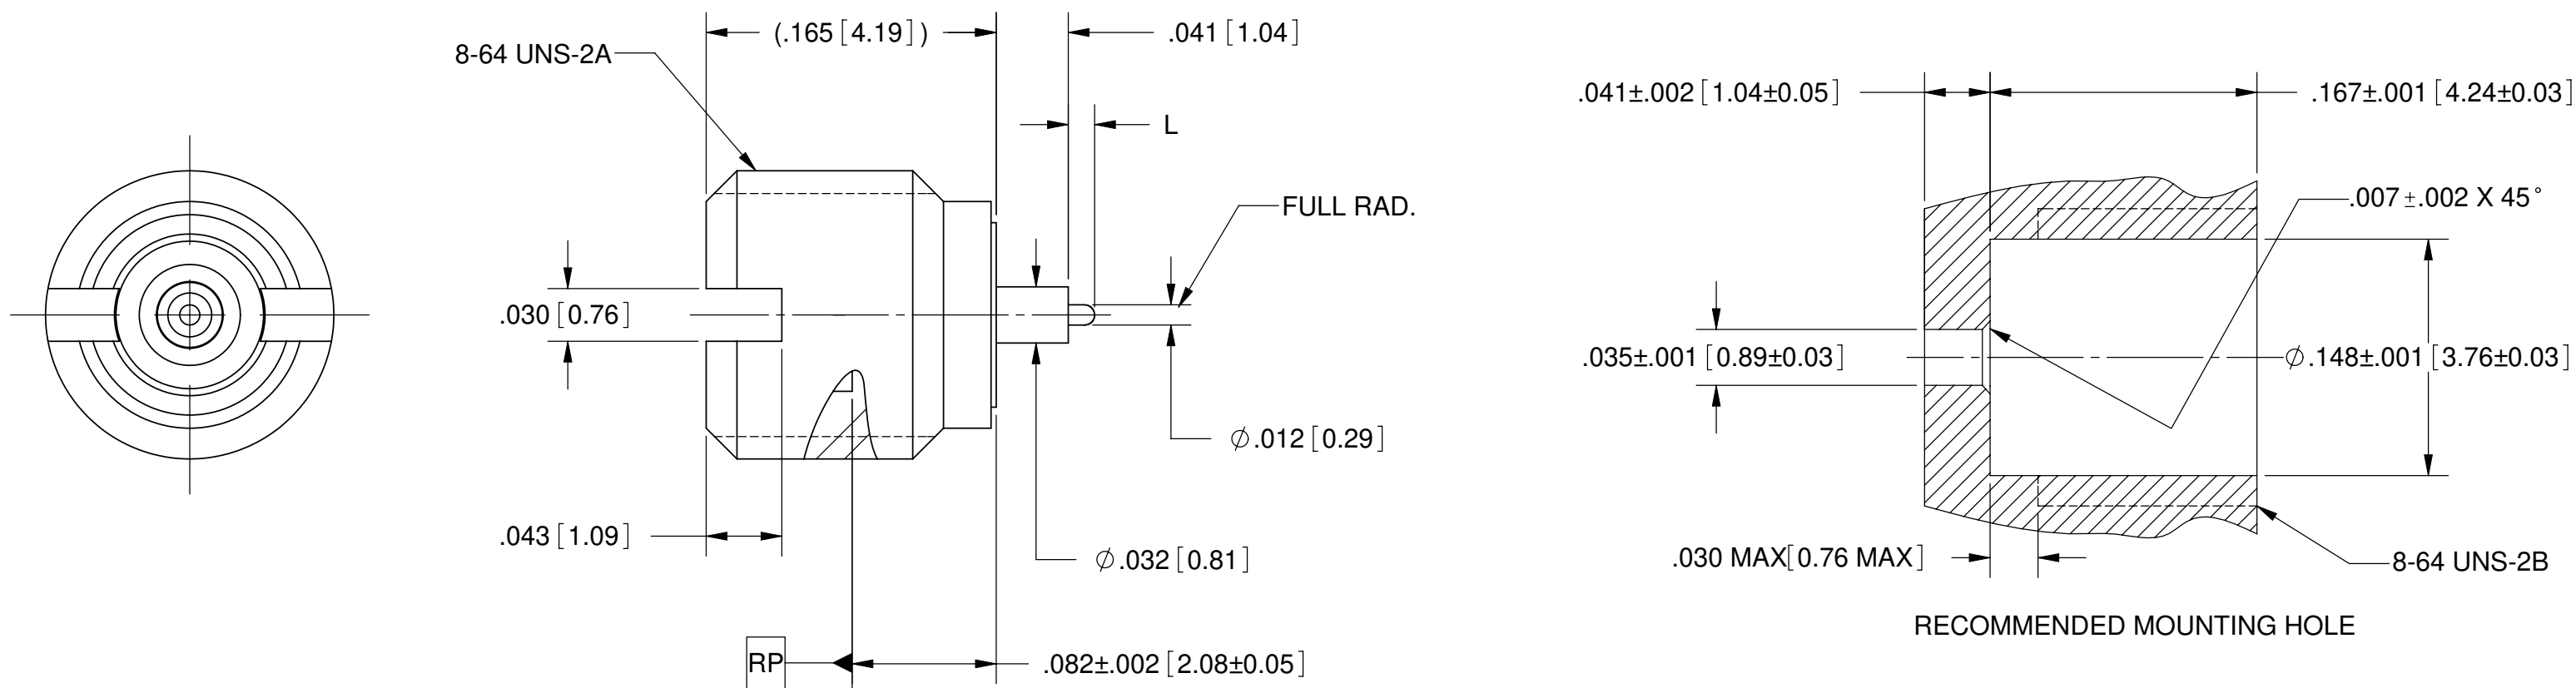 (.165 [4.19])
.041 [1.04]
8-64 UNS-2A
L
FULL RAD.
.030 [0.76]
∅.012 [0.29]
.043 [1.09]
∅.032 [0.81]
RP
.082±.002 [2.08±0.05]
.041±.002 [1.04±0.05]
.167±.001 [4.24±0.03]
.007±.002 X 45°
.035±.001 [0.89±0.03]
∅.148±.001 [3.76±0.03]
.030 MAX[0.76 MAX]
8-64 UNS-2B
RECOMMENDED MOUNTING HOLE